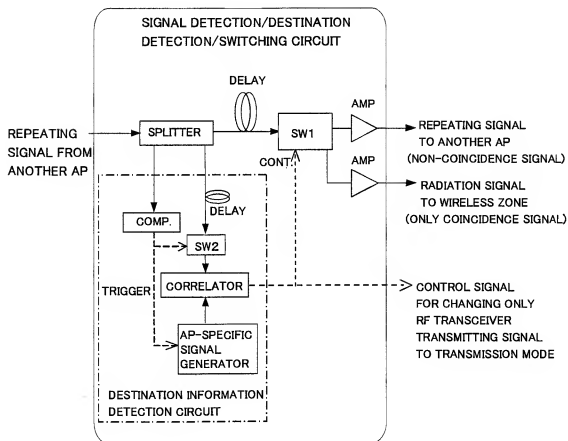 SIGNAL DETECTION/DESTINATION
DETECTION/SWITCHING CIRCUIT
DELAY
AMP
REPEATING
SIGNAL FROM
ANOTHER AP
SPLITTER
SW1
REPEATING SIGNAL
TO ANOTHER AP
(NON-COINCIDENCE SIGNAL)
CONT.
AMP
RADIATION SIGNAL
TO WIRELESS ZONE
(ONLY COINCIDENCE SIGNAL)
DELAY
COMP.
SW2
TRIGGER
CORRELATOR
CONTROL SIGNAL
FOR CHANGING ONLY
RF TRANSCEIVER
TRANSMITTING SIGNAL
TO TRANSMISSION MODE
AP-SPECIFIC
SIGNAL
GENERATOR
DESTINATION INFORMATION
DETECTION CIRCUIT